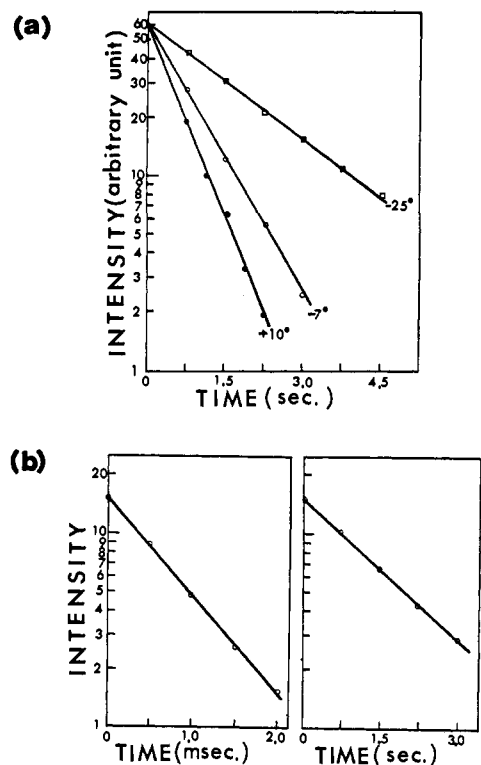 (a)
INTENSITY(arbitrary unit)
60
50
40
30
20
10
9
8
7
6
5
4
3
2
1
-25°
-7°
+10°
0 1,5 3,0 4,5
TIME (sec.)
(b)
INTENSITY
20
10
9
8
7
6
5
4
3
2
1
0 1,0 2,0
TIME(msec.)
0 1,5 3,0
TIME (sec.)